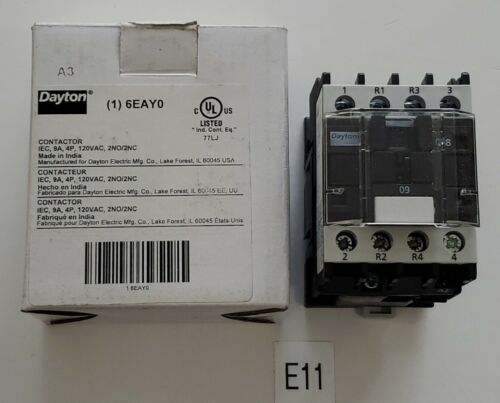 A3
Dayton®
(1) 6EAY0
C UL US
LISTED
"Ind. Cont. Eq."
77LJ
CONTACTOR
IEC, 9A, 4P, 120VAC, 2NO/2NC
Made in India
Manufactured for Dayton Electric Mfg. Co., Lake Forest, IL 60045 USA
CONTACTEUR
IEC, 9A, 4P, 120VAC, 2NO/2NC
Hecho en India
Fabricado para Dayton Electric Mfg. Co., Lake Forest, IL 60045 EE, UU,
CONTACTOR
IEC, 9A, 4P, 120VAC, 2NO/2NC
Fabriqué en India
Fabriqué pour Dayton Electric Mfg. Co., Lake Forest, IL 60045 États-Unis
1 6EAY0
1 R1 R3 3
Dayton
09
2 R2 R4 4
A2
E11